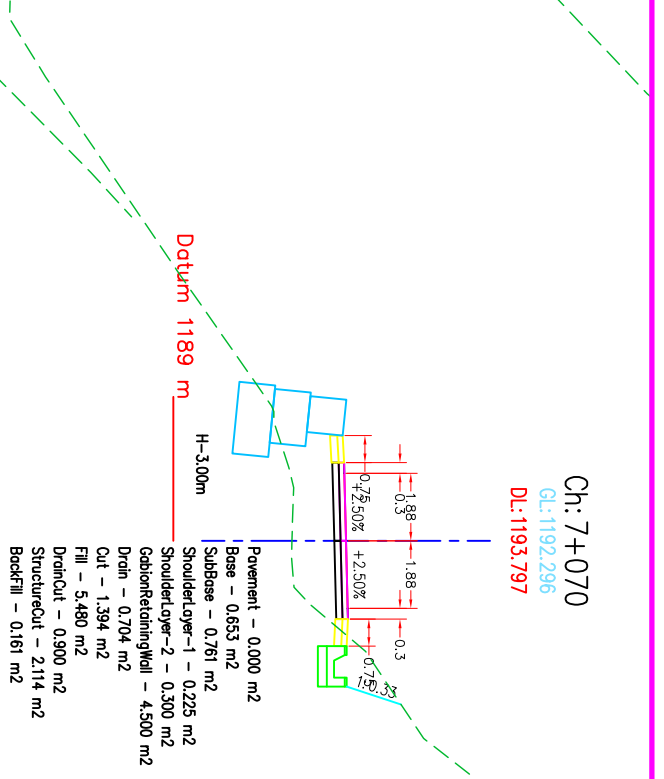 Ch: 7+070
GL:1192.296
DL:1193.797
1.88
1.88
0.3
0.3
0.75
+2.50%
+2.50%
1:0.33
H-3.00m
Datum 1189 m
Pavement - 0.000 m2
Base - 0.653 m2
SubBase - 0.761 m2
ShoulderLayer-1 - 0.225 m2
ShoulderLayer-2 - 0.300 m2
GabionRetainingWall - 4.500 m2
Drain - 0.704 m2
Cut - 1.394 m2
Fill - 5.480 m2
DrainCut - 0.900 m2
StructureCut - 2.114 m2
BackFill - 0.161 m2